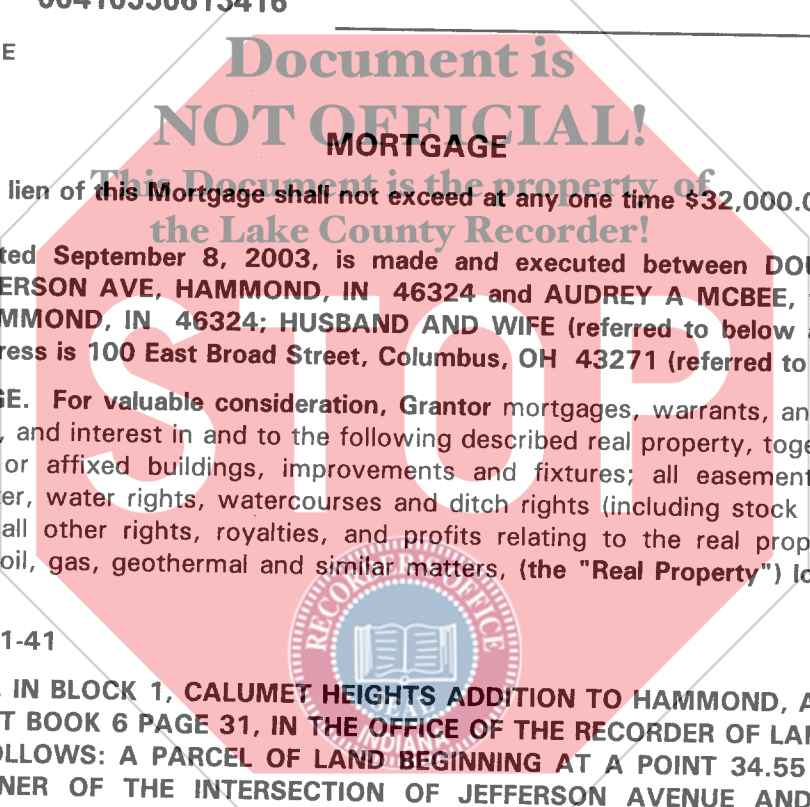 00410530613416
E
Document is
NOT OFFICIAL!
MORTGAGE
This Document is the property of
lien of this Mortgage shall not exceed at any one time $32,000.0
the Lake County Recorder!
ted September 8, 2003, is made and executed between DOU
ERSON AVE, HAMMOND, IN 46324 and AUDREY A MCBEE,
MMOND, IN 46324; HUSBAND AND WIFE (referred to below a
ress is 100 East Broad Street, Columbus, OH 43271 (referred to
STOP
GE. For valuable consideration, Grantor mortgages, warrants, an
, and interest in and to the following described real property, toge
or affixed buildings, improvements and fixtures; all easement
ter, water rights, watercourses and ditch rights (including stock
all other rights, royalties, and profits relating to the real prop
oil, gas, geothermal and similar matters, (the "Real Property") lo
RECORDER'S OFFICE
1-41
IN BLOCK 1, CALUMET HEIGHTS ADDITION TO HAMMOND, A
SEAL
T BOOK 6 PAGE 31, IN THE OFFICE OF THE RECORDER OF LA
INDIANA
OLLOWS: A PARCEL OF LAND BEGINNING AT A POINT 34.55
NER OF THE INTERSECTION OF JEFFERSON AVENUE AND